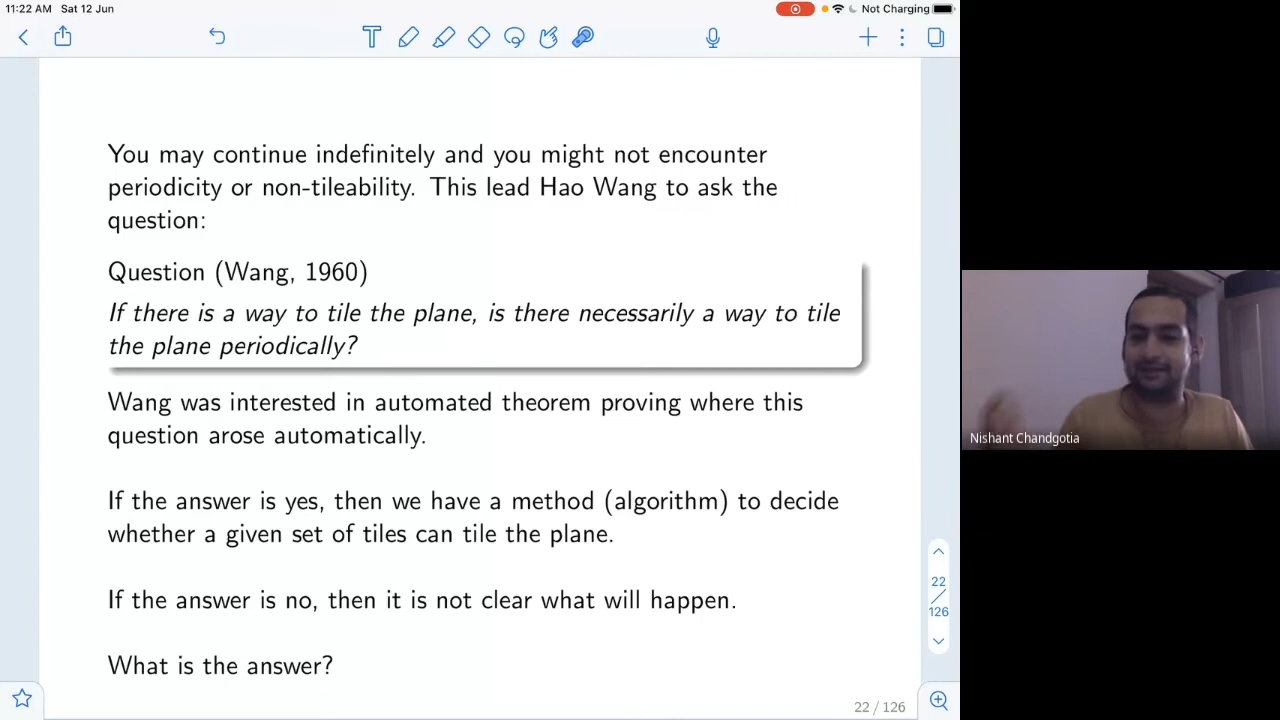 11:22 AM Sat 12 Jun
Not Charging
You may continue indefinitely and you might not encounter
periodicity or non-tileability. This lead Hao Wang to ask the
question:
Question (Wang, 1960)
If there is a way to tile the plane, is there necessarily a way to tile
the plane periodically?
Wang was interested in automated theorem proving where this
question arose automatically.
If the answer is yes, then we have a method (algorithm) to decide
whether a given set of tiles can tile the plane.
If the answer is no, then it is not clear what will happen.
What is the answer?
22
/
126
22 / 126
Nishant Chandgotia